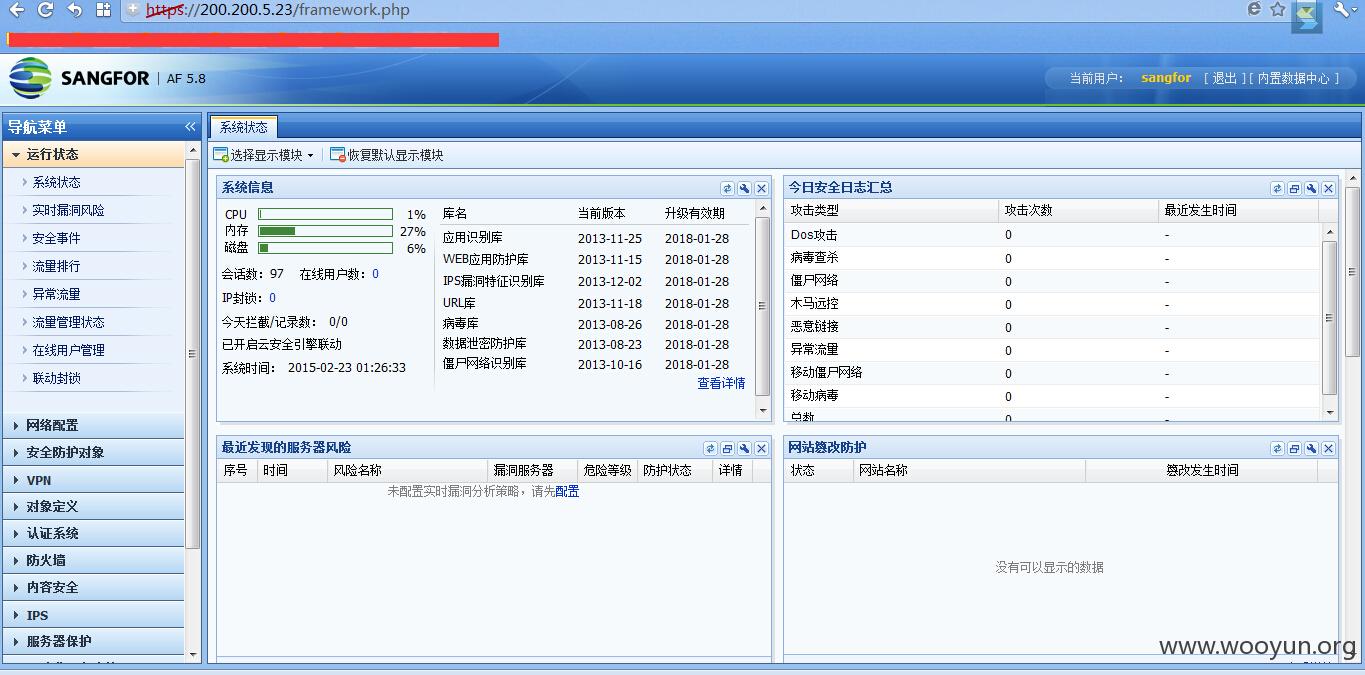 https://200.200.5.23/framework.php
SANGFOR | AF 5.8
当前用户： sangfor [ 退出 ] [ 内置数据中心 ]
导航菜单
运行状态
系统状态
实时漏洞风险
安全事件
流量排行
异常流量
流量管理状态
在线用户管理
联动封锁
网络配置
安全防护对象
VPN
对象定义
认证系统
防火墙
内容安全
IPS
服务器保护
系统状态
选择显示模块 恢复默认显示模块
系统信息
CPU 1%
内存 27%
磁盘 6%
会话数： 97 在线用户数： 0
IP封锁： 0
今天拦截/记录数： 0/0
已开启云安全引擎联动
系统时间： 2015-02-23 01:26:33
库名 当前版本 升级有效期
应用识别库 2013-11-25 2018-01-28
WEB应用防护库 2013-11-15 2018-01-28
IPS漏洞特征识别库 2013-12-02 2018-01-28
URL库 2013-11-18 2018-01-28
病毒库 2013-08-26 2018-01-28
数据泄密防护库 2013-08-23 2018-01-28
僵尸网络识别库 2013-10-16 2018-01-28
查看详情
今日安全日志汇总
攻击类型 攻击次数 最近发生时间
Dos攻击 0 -
病毒查杀 0 -
僵尸网络 0 -
木马远控 0 -
恶意链接 0 -
异常流量 0 -
移动僵尸网络 0 -
移动病毒 0 -
总数 0 -
最近发现的服务器风险
序号 时间 风险名称 漏洞服务器 危险等级 防护状态 详情
未配置实时漏洞分析策略，请先配置
网站篡改防护
状态 网站名称 篡改发生时间
没有可以显示的数据
www.wooyun.org